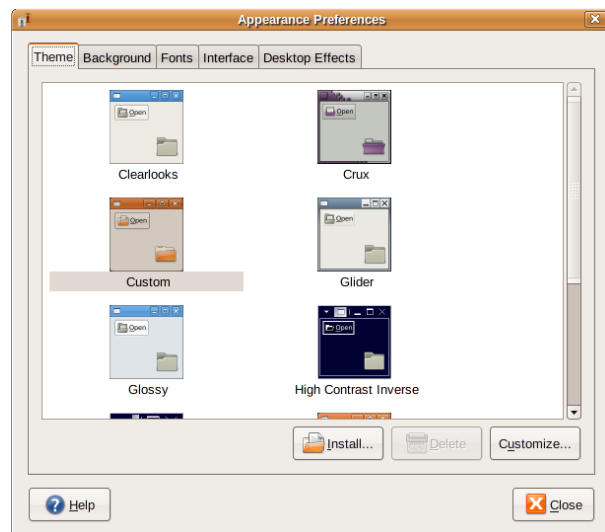 Appearance Preferences
Theme Background Fonts Interface Desktop Effects
Open Open
Clearlooks Crux
Open Open
Custom Glider
Open Open
Glossy High Contrast Inverse
Install... Delete Customize...
Help Close